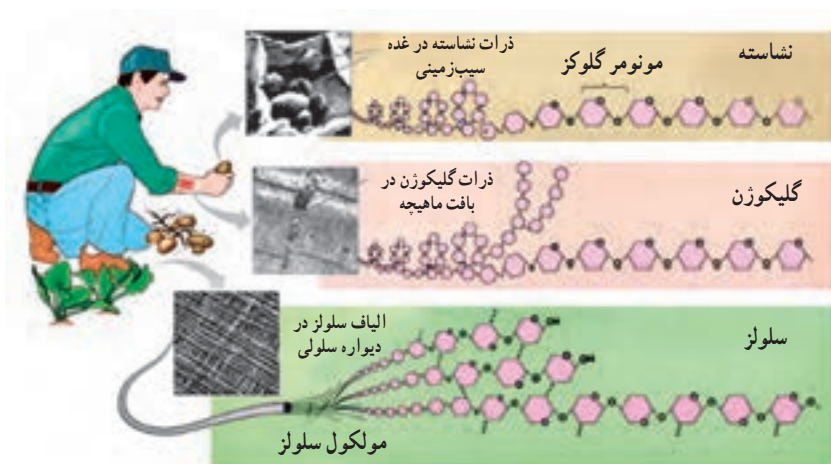 نشاسته
مونومر گلوکز
ذرات نشاسته در غده
سیب‌زمینی
گلیکوژن
ذرات گلیکوژن در
بافت ماهیچه
سلولز
الیاف سلولز در
دیواره سلولی
مولکول سلولز